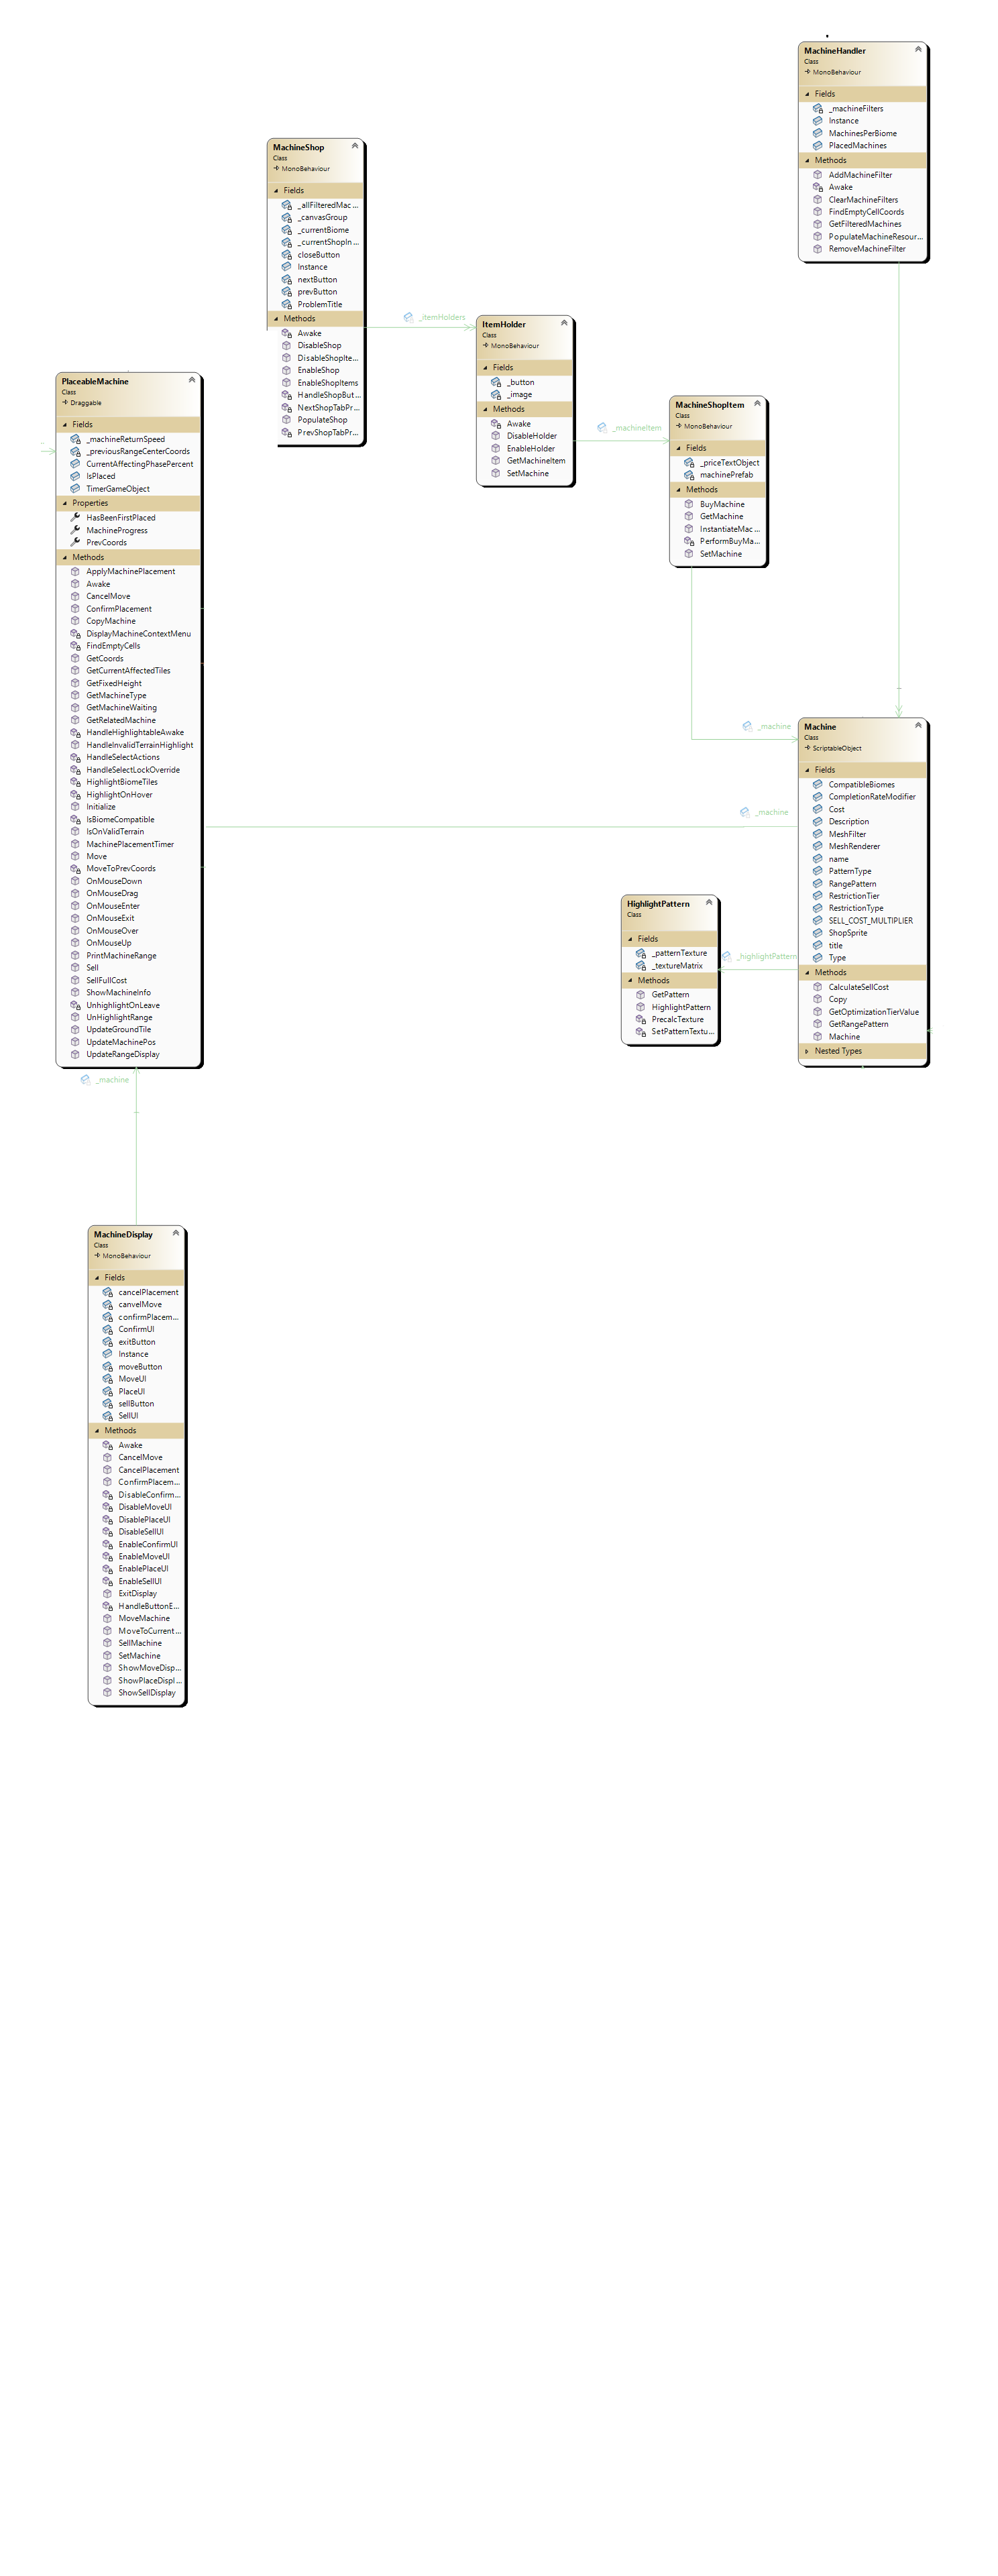 MachineHandler
Class
MonoBehaviour
Fields
_machineFilters
Instance
MachinesPerBiome
PlacedMachines
Methods
AddMachineFilter
Awake
ClearMachineFilters
FindEmptyCellCoords
GetFilteredMachines
PopulateMachineResour...
RemoveMachineFilter
MachineShop
Class
MonoBehaviour
Fields
_allFilteredMac...
_canvasGroup
_currentBiome
_currentShopIn...
closeButton
Instance
nextButton
prevButton
ProblemTitle
Methods
Awake
DisableShop
DisableShopIte...
EnableShop
EnableShopItems
HandleShopBut...
NextShopTabPr...
PopulateShop
PrevShopTabPr...
_itemHolders
ItemHolder
Class
MonoBehaviour
Fields
_button
_image
Methods
Awake
DisableHolder
EnableHolder
GetMachineItem
SetMachine
_machineItem
MachineShopItem
Class
MonoBehaviour
Fields
_priceTextObject
machinePrefab
Methods
BuyMachine
GetMachine
InstantiateMac...
PerformBuyMa...
SetMachine
PlaceableMachine
Class
Draggable
Fields
_machineReturnSpeed
_previousRangeCenterCoords
CurrentAffectingPhasePercent
IsPlaced
TimerGameObject
Properties
HasBeenFirstPlaced
MachineProgress
PrevCoords
Methods
ApplyMachinePlacement
Awake
CancelMove
ConfirmPlacement
CopyMachine
DisplayMachineContextMenu
FindEmptyCells
GetCoords
GetCurrentAffectedTiles
GetFixedHeight
GetMachineType
GetMachineWaiting
GetRelatedMachine
HandleHighlightableAwake
HandleInvalidTerrainHighlight
HandleSelectActions
HandleSelectLockOverride
HighlightBiomeTiles
HighlightOnHover
Initialize
IsBiomeCompatible
IsOnValidTerrain
MachinePlacementTimer
Move
MoveToPrevCoords
OnMouseDown
OnMouseDrag
OnMouseEnter
OnMouseExit
OnMouseOver
OnMouseUp
PrintMachineRange
Sell
SellFullCost
ShowMachineInfo
UnhighlightOnLeave
UnHighlightRange
UpdateGroundTile
UpdateMachinePos
UpdateRangeDisplay
_machine
_machine
Machine
Class
ScriptableObject
Fields
CompatibleBiomes
CompletionRateModifier
Cost
Description
MeshFilter
MeshRenderer
name
PatternType
RangePattern
RestrictionTier
RestrictionType
SELL_COST_MULTIPLIER
ShopSprite
title
Type
Methods
CalculateSellCost
Copy
GetOptimizationTierValue
GetRangePattern
Machine
Nested Types
_highlightPattern
HighlightPattern
Class
Fields
_patternTexture
_textureMatrix
Methods
GetPattern
HighlightPattern
PrecalcTexture
SetPatternTextu...
_machine
MachineDisplay
Class
MonoBehaviour
Fields
cancelPlacement
canvelMove
confirmPlacem...
ConfirmUI
exitButton
Instance
moveButton
MoveUI
PlaceUI
sellButton
SellUI
Methods
Awake
CancelMove
CancelPlacement
ConfirmPlacem...
DisableConfirm...
DisableMoveUI
DisablePlaceUI
DisableSellUI
EnableConfirmUI
EnableMoveUI
EnablePlaceUI
EnableSellUI
ExitDisplay
HandleButtonE...
MoveMachine
MoveToCurrent...
SellMachine
SetMachine
ShowMoveDisp...
ShowPlaceDispl...
ShowSellDisplay